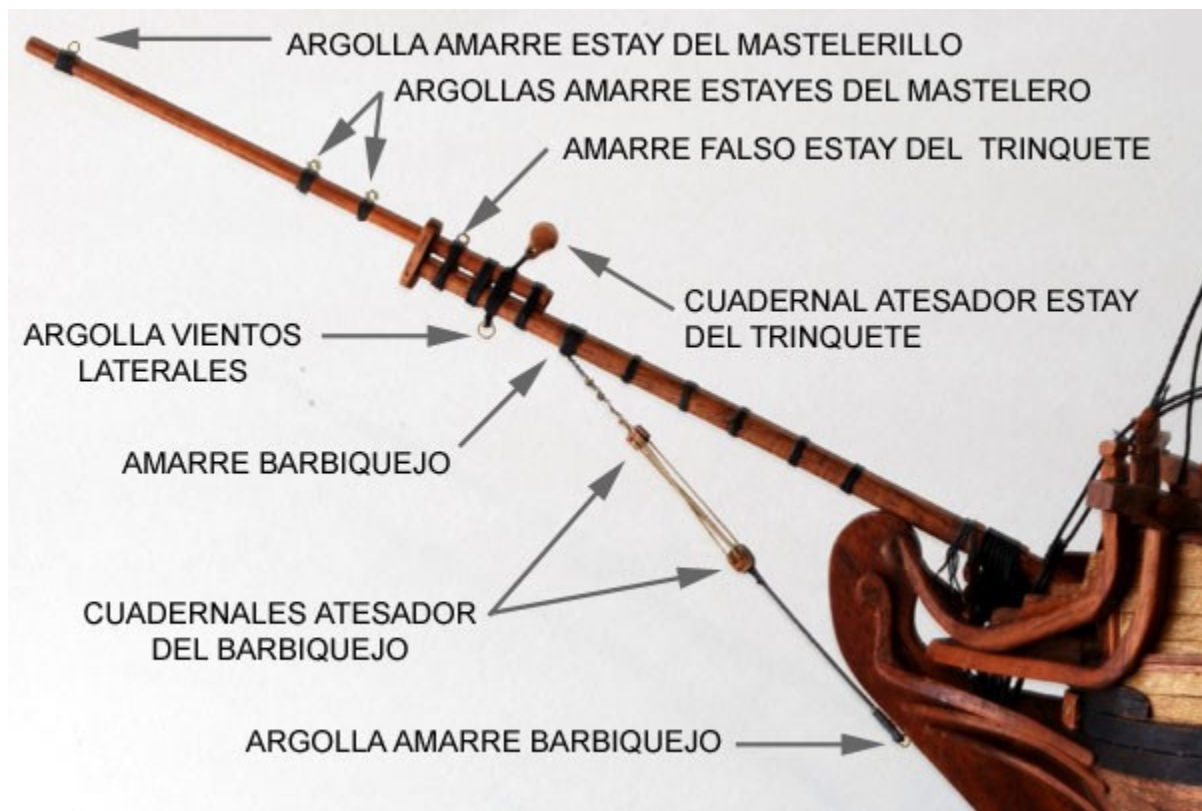 ARGOLLA AMARRE ESTAY DEL MASTELERILLO
ARGOLLAS AMARRE ESTAYES DEL MASTELERO
AMARRE FALSO ESTAY DEL TRINQUETE
CUADERNAL ATESADOR ESTAY
DEL TRINQUETE
ARGOLLA VIENTOS
LATERALES
AMARRE BARBIQUEJO
CUADERNALES ATESADOR
DEL BARBIQUEJO
ARGOLLA AMARRE BARBIQUEJO